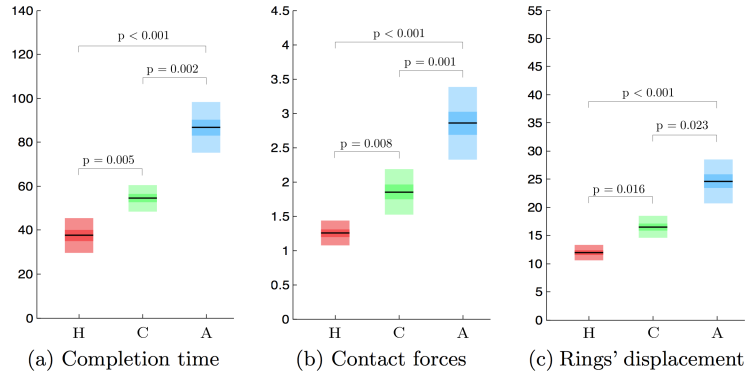 140
120
100
80
60
40
20
0
p < 0.001
p = 0.002
p = 0.005
H C A
(a) Completion time
4.5
4
3.5
3
2.5
2
1.5
1
0.5
0
p < 0.001
p = 0.001
p = 0.008
H C A
(b) Contact forces
55
50
45
40
35
30
25
20
15
10
5
0
p < 0.001
p = 0.023
p = 0.016
H C A
(c) Rings' displacement